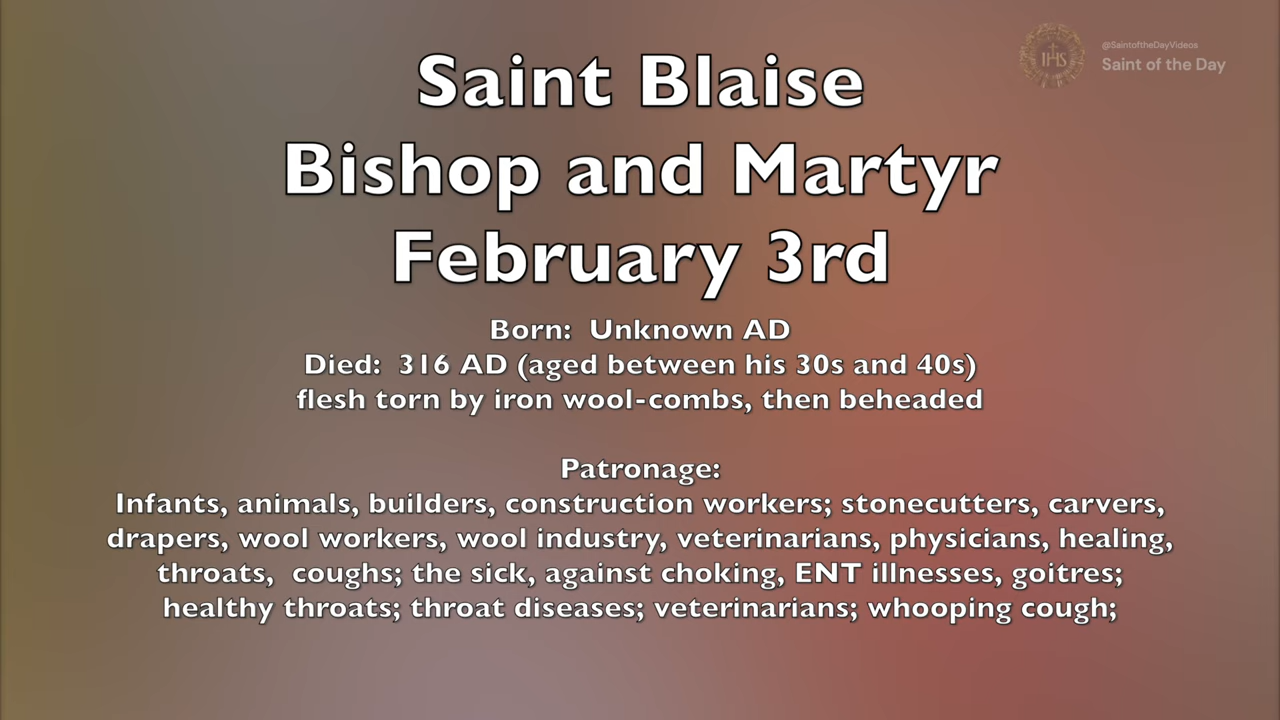 @SaintoftheDayVideos
Saint of the Day
IHS
Saint Blaise
Bishop and Martyr
February 3rd
Born:  Unknown AD
Died:  316 AD (aged between his 30s and 40s)
flesh torn by iron wool-combs, then beheaded
Patronage:
Infants, animals, builders, construction workers; stonecutters, carvers,
drapers, wool workers, wool industry, veterinarians, physicians, healing,
throats,  coughs; the sick, against choking, ENT illnesses, goitres;
healthy throats; throat diseases; veterinarians; whooping cough;